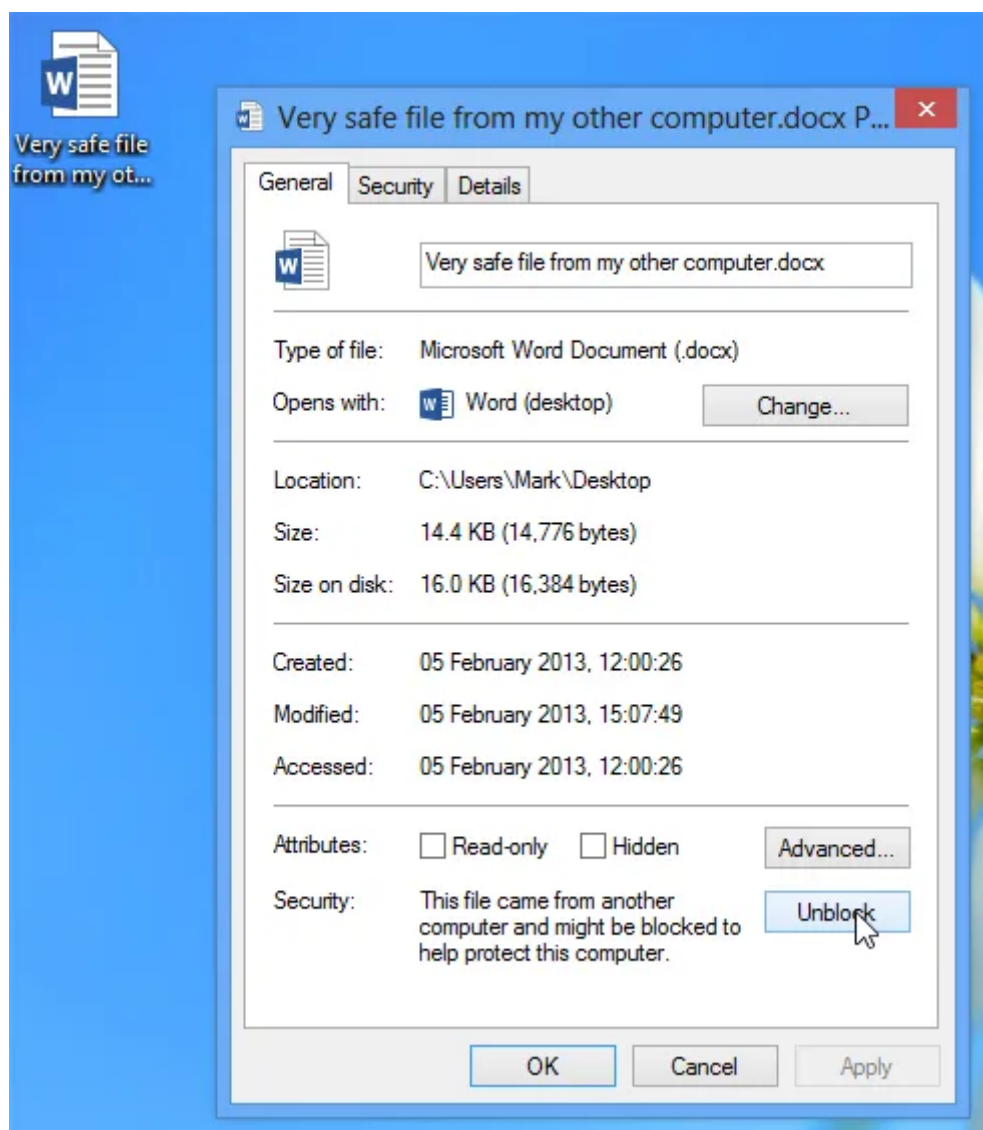 Very safe file
from my ot...
Very safe file from my other computer.docx P...
General Security Details
Very safe file from my other computer.docx
Type of file: Microsoft Word Document (.docx)
Opens with: Word (desktop) Change...
Location: C:\Users\Mark\Desktop
Size: 14.4 KB (14,776 bytes)
Size on disk: 16.0 KB (16,384 bytes)
Created: 05 February 2013, 12:00:26
Modified: 05 February 2013, 15:07:49
Accessed: 05 February 2013, 12:00:26
Attributes: Read-only Hidden Advanced...
Security: This file came from another
computer and might be blocked to
help protect this computer.
Unblock
OK Cancel Apply